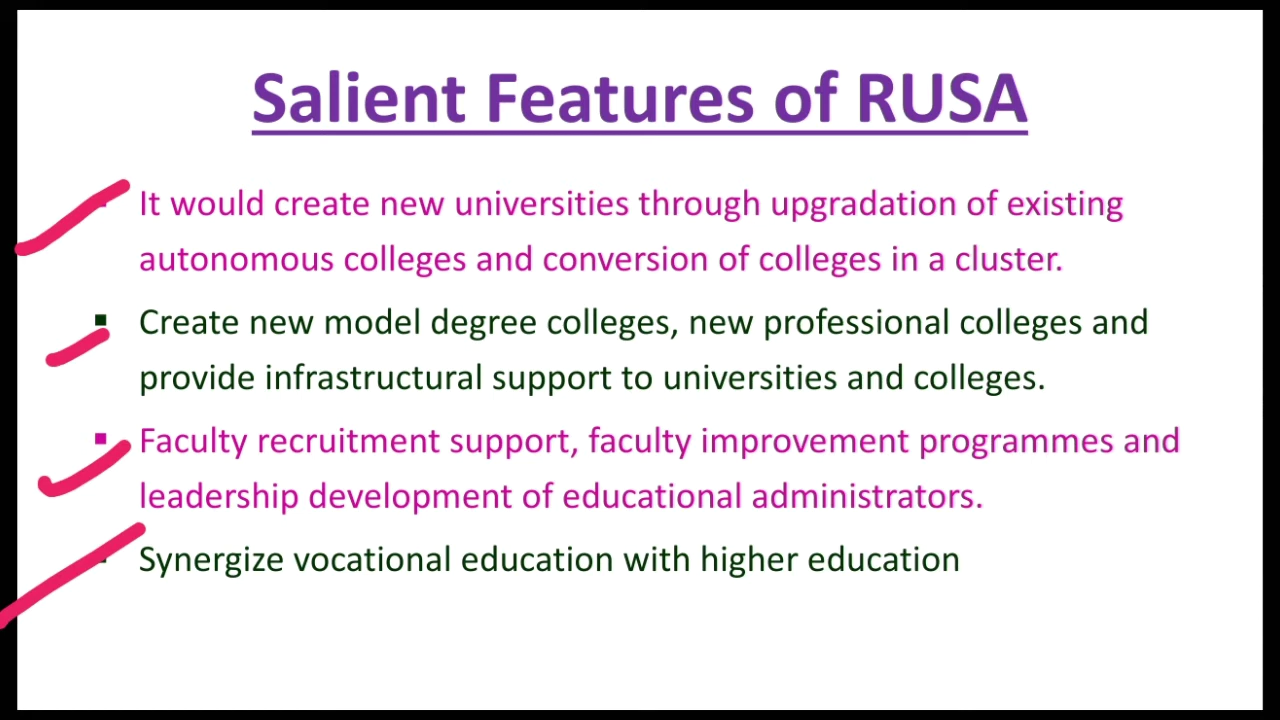 Salient Features of RUSA
It would create new universities through upgradation of existing
autonomous colleges and conversion of colleges in a cluster.
Create new model degree colleges, new professional colleges and
provide infrastructural support to universities and colleges.
Faculty recruitment support, faculty improvement programmes and
leadership development of educational administrators.
Synergize vocational education with higher education